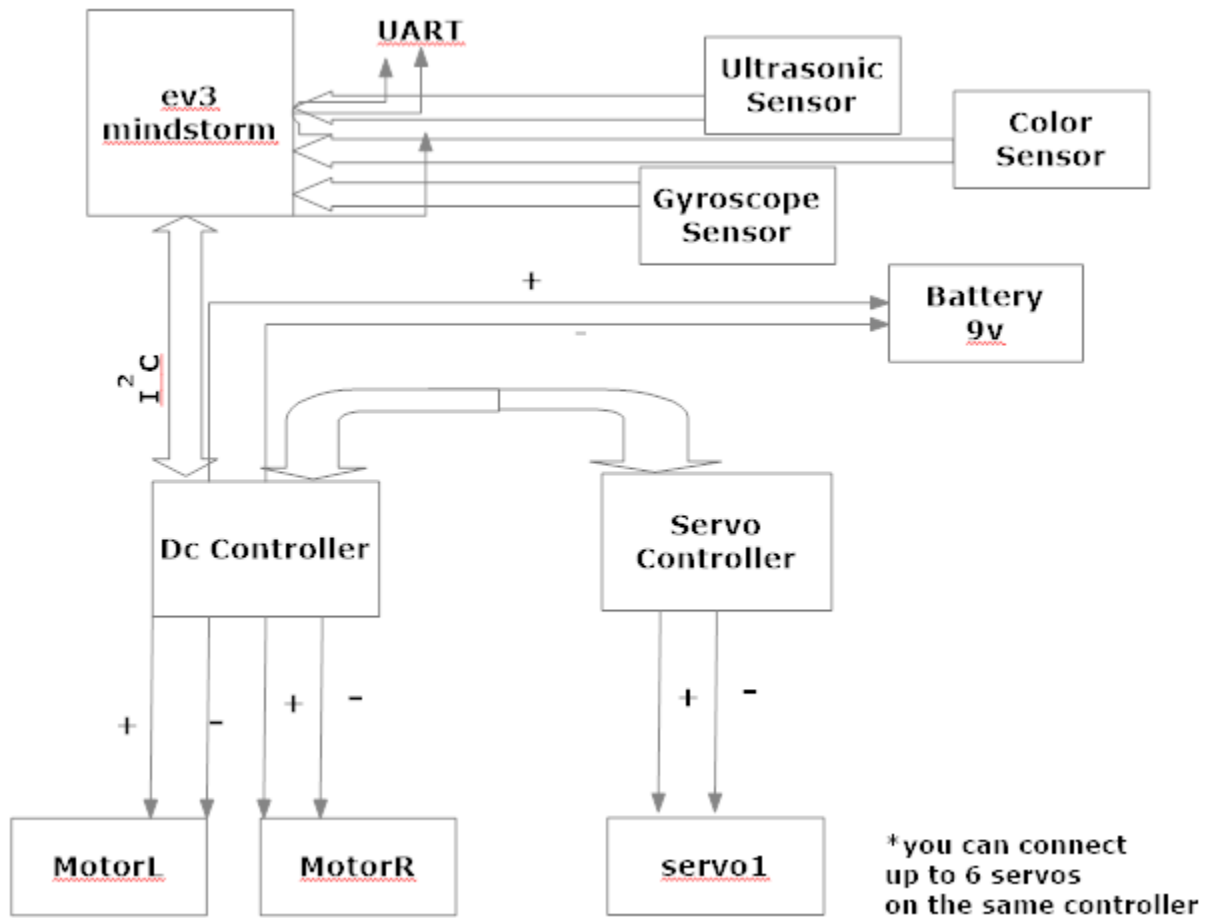 UART
ev3
mindstorm
Ultrasonic
Sensor
Color
Sensor
Gyroscope
Sensor
+
-
Battery
9v
I²C
Dc Controller
Servo
Controller
+
-
+
-
+
-
MotorL
MotorR
servo1
*you can connect
up to 6 servos
on the same controller